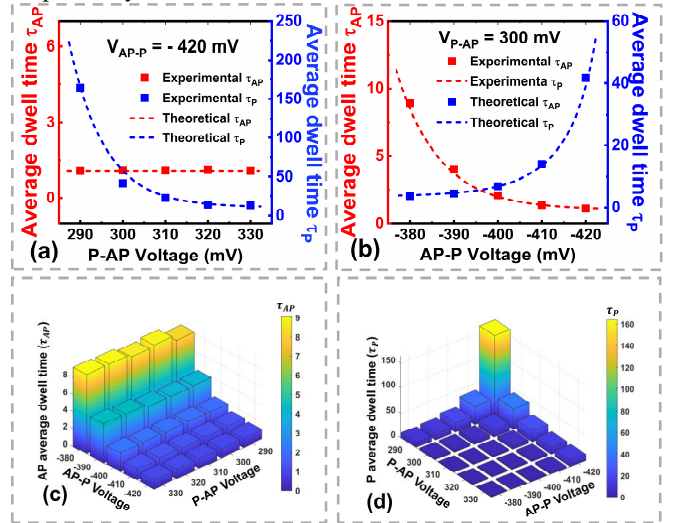 Average dwell time τAP
6
3
0
VAP-P = - 420 mV
Experimental τAP
Experimental τP
Theoretical τAP
Theoretical τP
250
200
150
100
50
0
Average dwell time τP
290 300 310 320 330
P-AP Voltage (mV)
(a)
Average dwell time τAP
15
10
5
0
VP-AP = 300 mV
Experimental τAP
Experimenta τP
Theoretical τAP
Theoretical τP
60
40
20
0
Average dwell time τP
-380 -390 -400 -410 -420
AP-P Voltage (mV)
(b)
AP average dwell time (τAP)
8
6
4
2
0
-380
-390
-400
-410
-420
AP-P Voltage
330
320
310
300
290
P-AP Voltage
τAP
9
8
7
6
5
4
3
2
1
0
(c)
P average dwell time (τP)
150
100
50
0
290
300
310
320
330
P-AP Voltage
-380
-390
-400
-410
-420
AP-P Voltage
τP
160
140
120
100
80
60
40
20
0
(d)